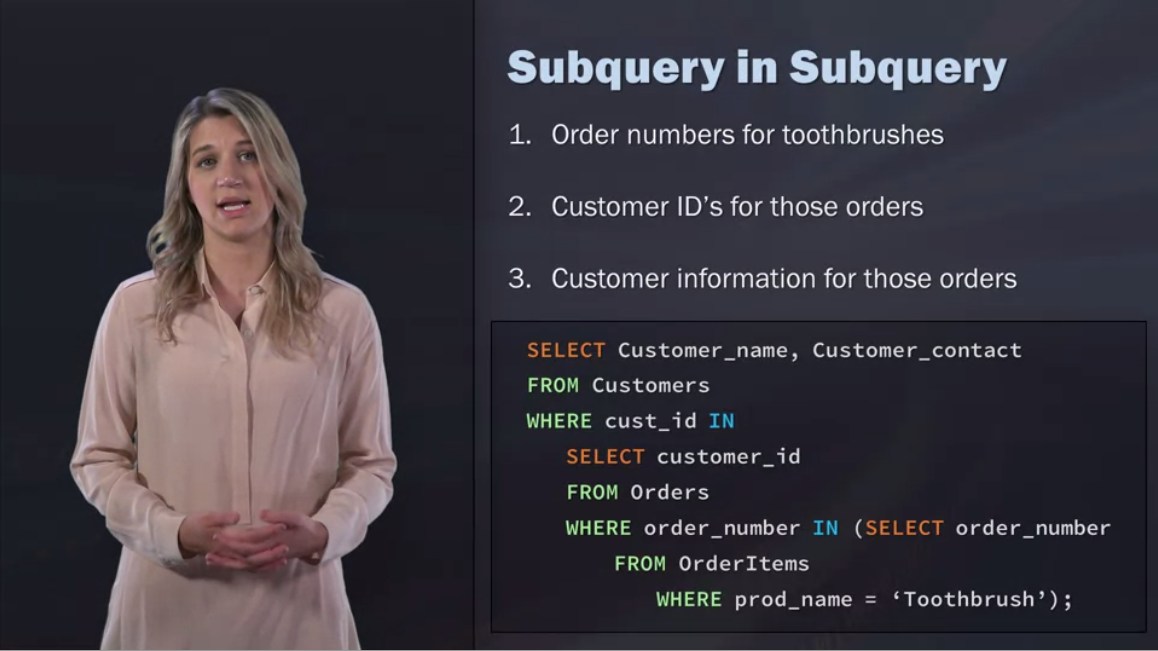 Subquery in Subquery
1. Order numbers for toothbrushes
2. Customer ID’s for those orders
3. Customer information for those orders
SELECT Customer_name, Customer_contact
FROM Customers
WHERE cust_id IN
SELECT customer_id
FROM Orders
WHERE order_number IN (SELECT order_number
FROM OrderItems
WHERE prod_name = ‘Toothbrush’);